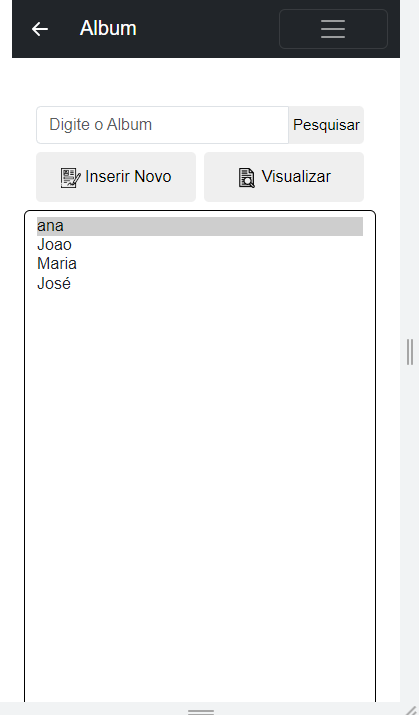 Album
Digite o Album Pesquisar
Inserir Novo Visualizar
ana
Joao
Maria
José